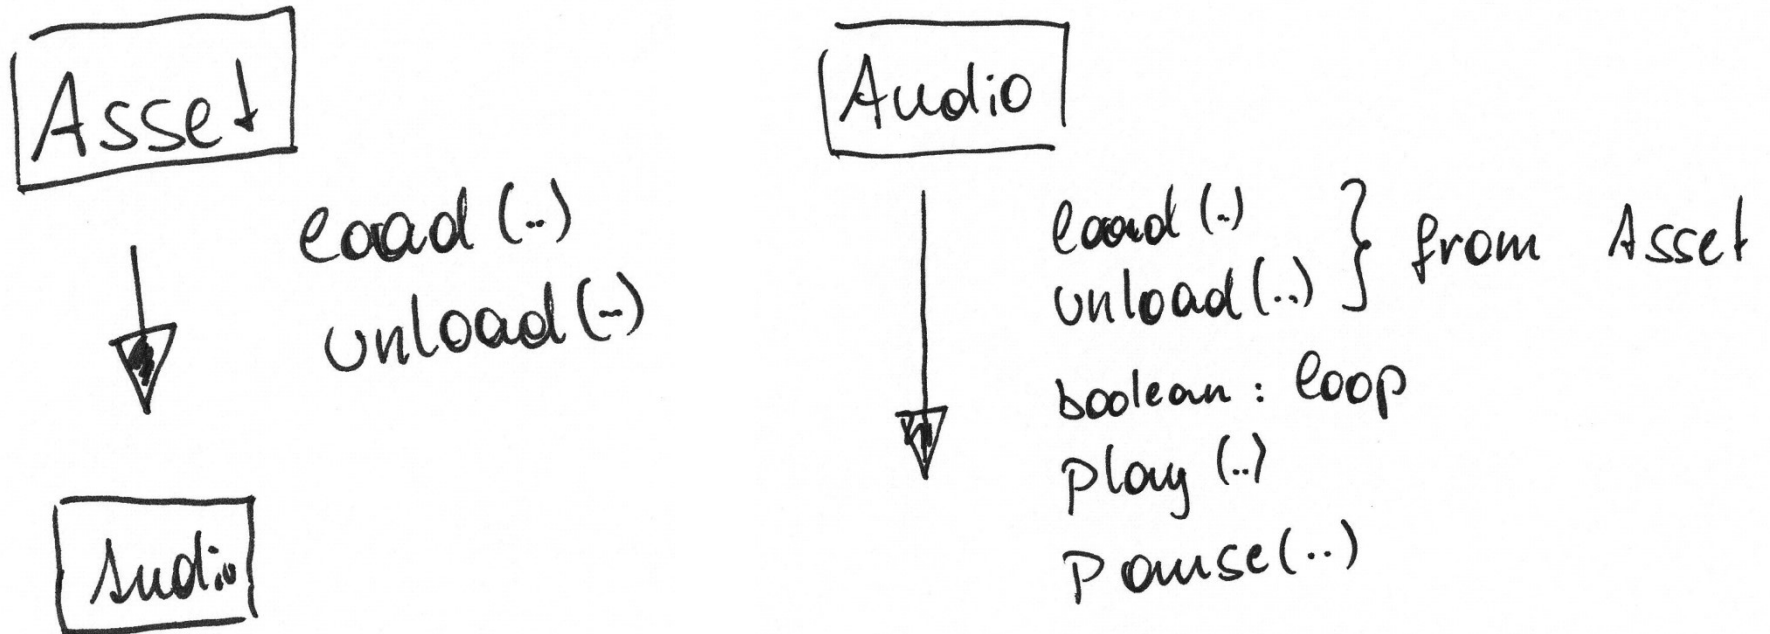 Asset
load (..)
unload (..)
Audio
Audio
load (..)
unload (..) } from Asset
boolean : loop
play (..)
Pause (..)